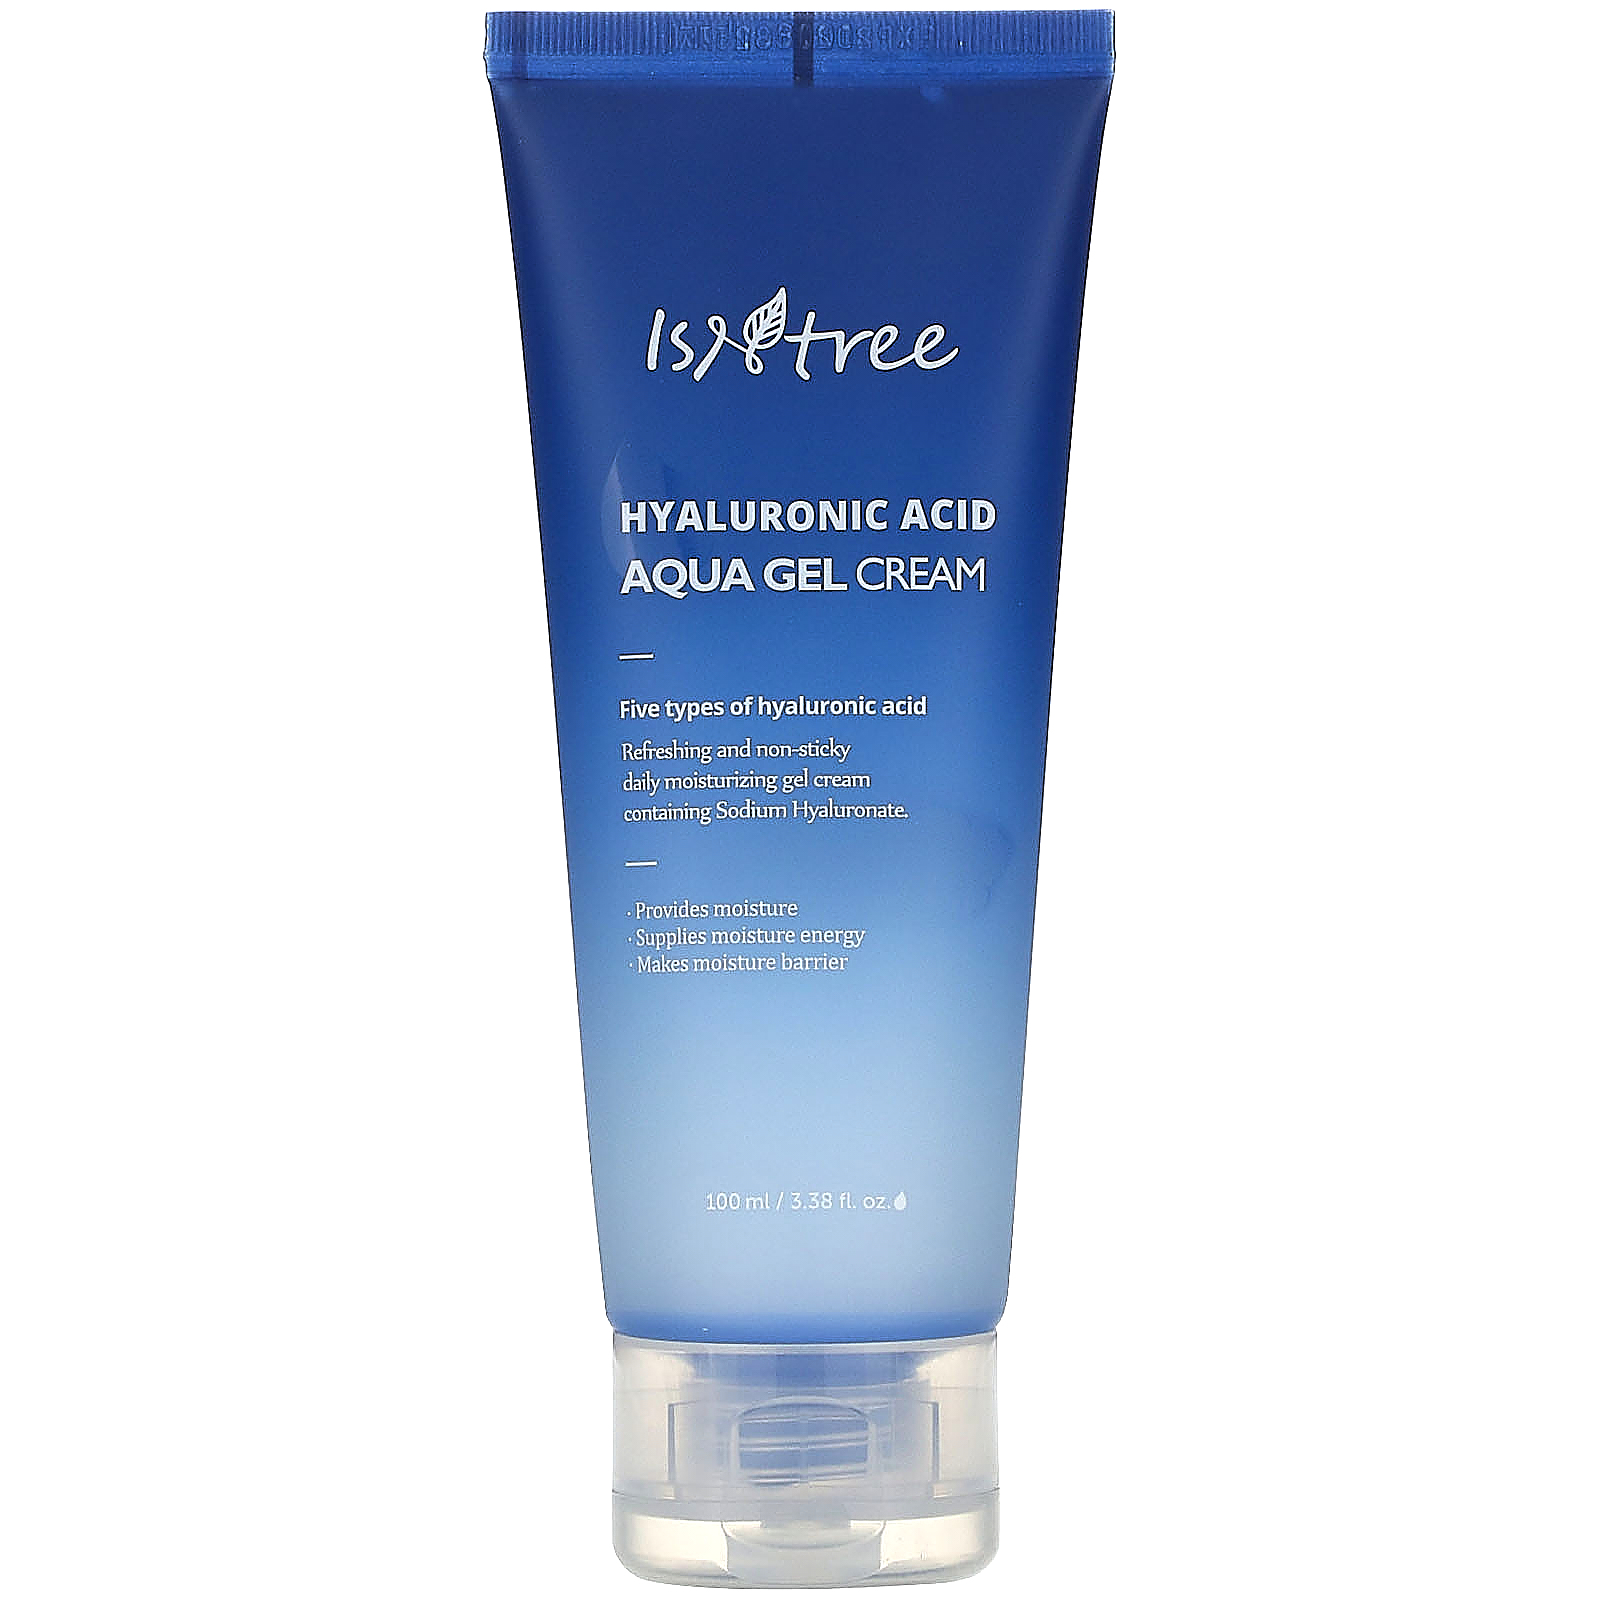 Isntree
HYALURONIC ACID
AQUA GEL CREAM
Five types of hyaluronic acid
Refreshing and non-sticky
daily moisturizing gel cream
containing Sodium Hyaluronate.
· Provides moisture
· Supplies moisture energy
· Makes moisture barrier
100 ml / 3.38 fl. oz.